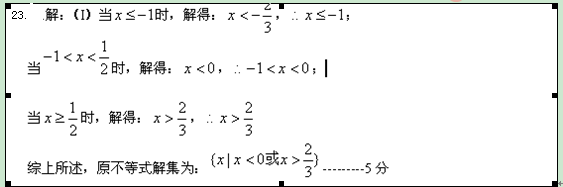 23. .解:（I）当 x≤−1时，解得: x<−2/3，∴ x≤−1；
当 −1<x<1/2 时，解得: x<0，∴ −1<x<0；
当 x≥1/2 时，解得: x>2/3，∴ x>2/3
综上所述，原不等式解集为: {x|x<0或x>2/3} ---------5 分